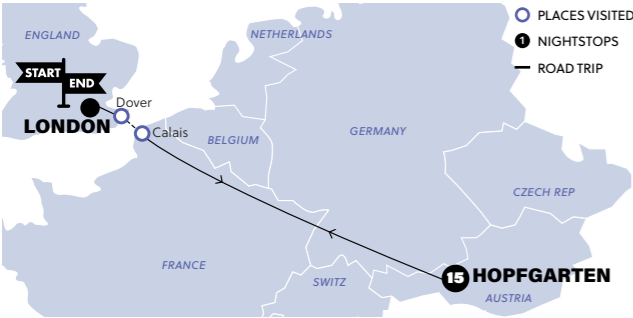 PLACES VISITED
1 NIGHTSTOPS
ROAD TRIP
ENGLAND
NETHERLANDS
START
END
Dover
LONDON
Calais
BELGIUM
GERMANY
CZECH REP
FRANCE
SWITZ
15 HOPFGARTEN
AUSTRIA